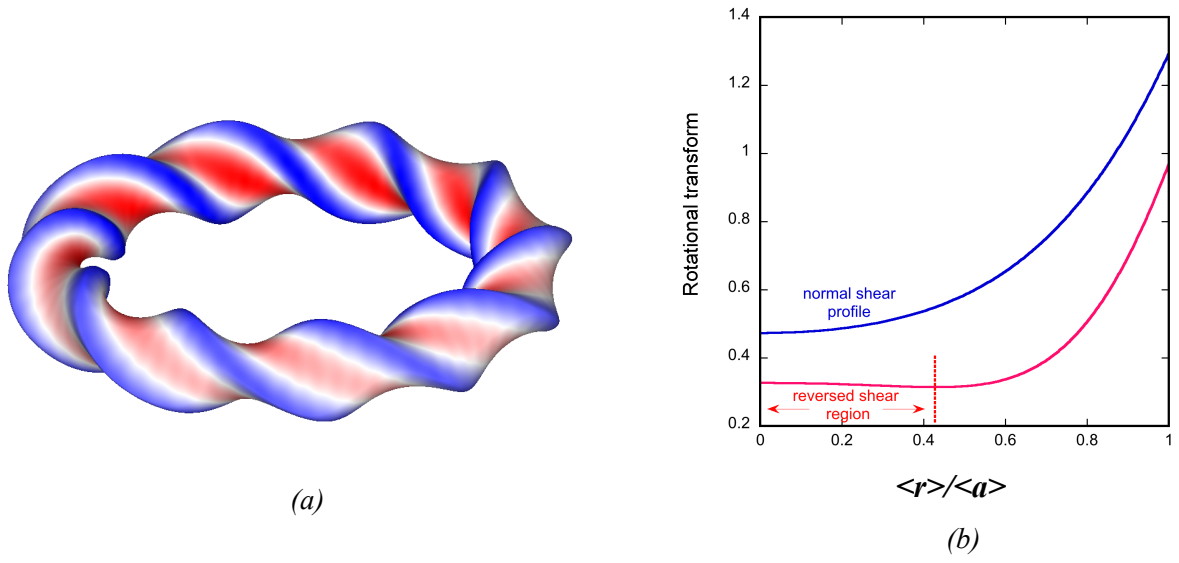 (a)
Rotational transform
1.4
1.2
1
0.8
0.6
0.4
0.2
normal shear
profile
reversed shear
region
0
0.2
0.4
0.6
0.8
1
<r>/<a>
(b)